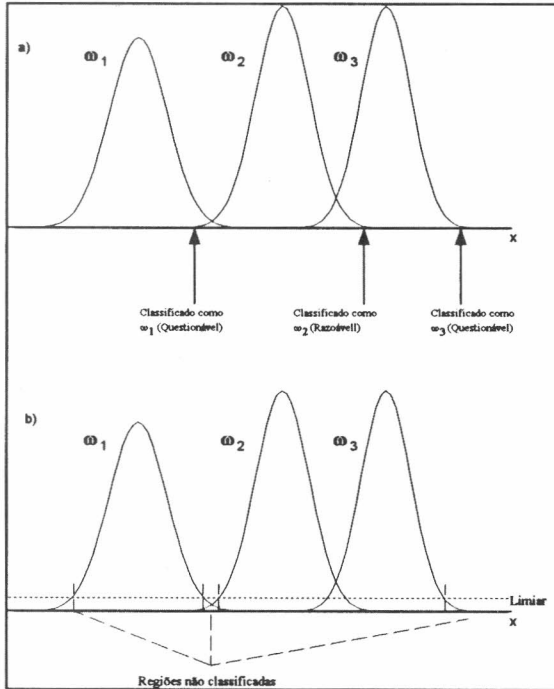 a)
ω1 ω2 ω3
x
Classificado como
ω1 (Questionável)
Classificado como
ω2 (Razoávell)
Classificado como
ω3 (Questionável)
b)
ω1 ω2 ω3
Limiar
x
Regiões não classificadas